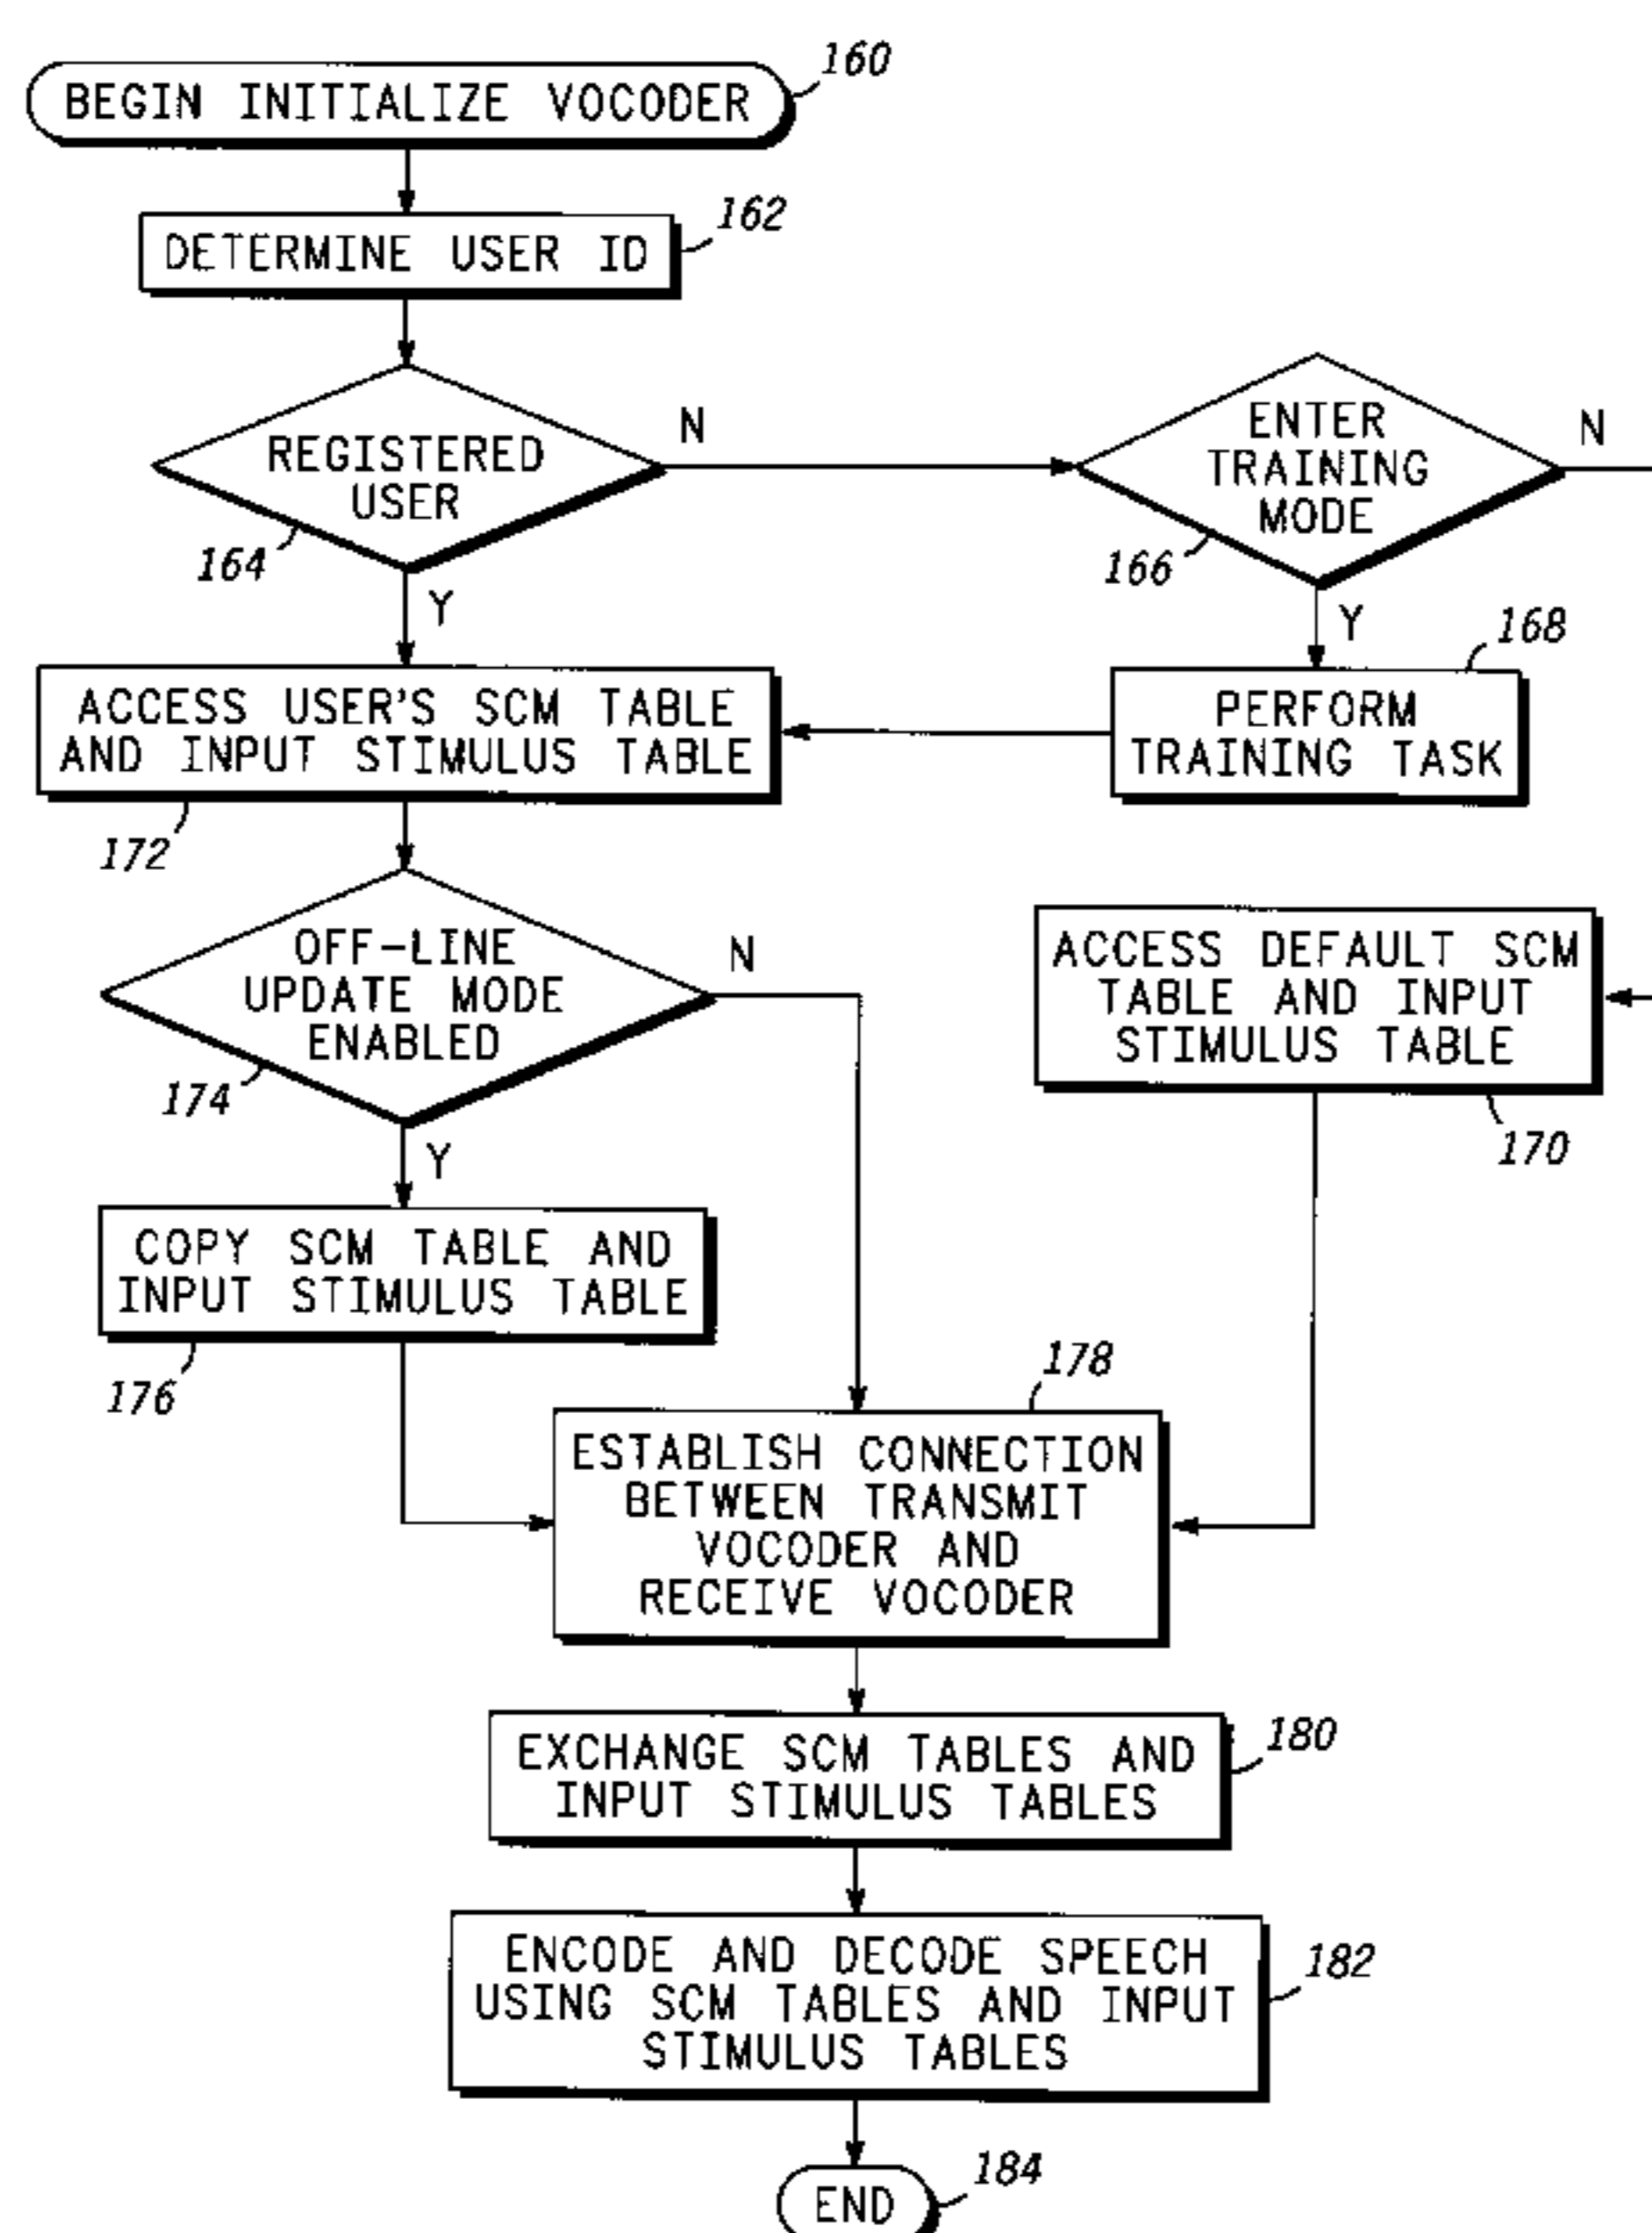 160
BEGIN INITIALIZE VOCODER
162
DETERMINE USER ID
REGISTERED
USER
N
164
Y
ENTER
TRAINING
MODE
N
166
Y
168
PERFORM
TRAINING TASK
ACCESS USER'S SCM TABLE
AND INPUT STIMULUS TABLE
172
OFF-LINE
UPDATE MODE
ENABLED
N
174
Y
ACCESS DEFAULT SCM
TABLE AND INPUT
STIMULUS TABLE
170
COPY SCM TABLE AND
INPUT STIMULUS TABLE
176
178
ESTABLISH CONNECTION
BETWEEN TRANSMIT
VOCODER AND
RECEIVE VOCODER
180
EXCHANGE SCM TABLES AND
INPUT STIMULUS TABLES
182
ENCODE AND DECODE SPEECH
USING SCM TABLES AND INPUT
STIMULUS TABLES
184
END